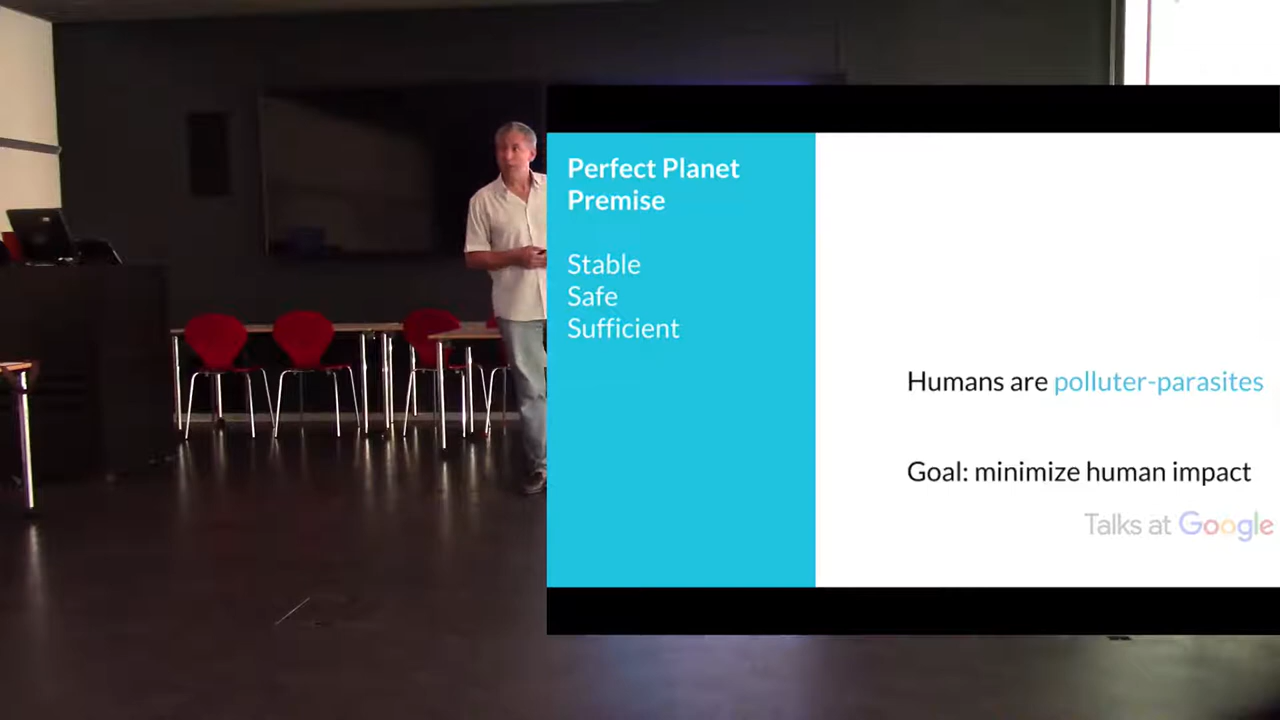 Perfect Planet
Premise
Stable
Safe
Sufficient
Humans are polluter-parasites
Goal: minimize human impact
Talks at Google